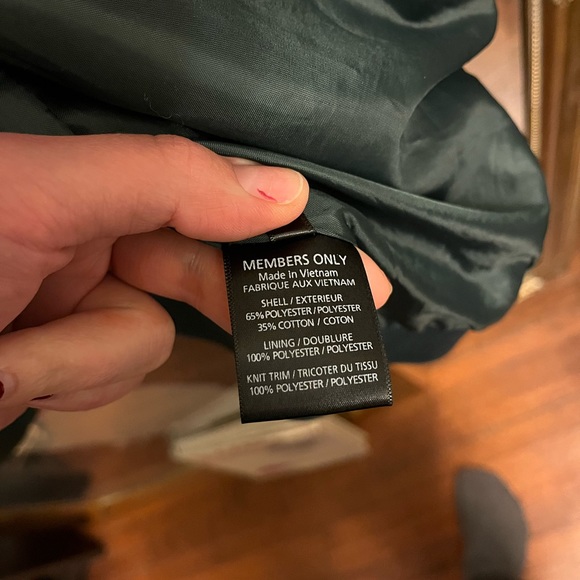 MEMBERS ONLY
Made in Vietnam
FABRIQUE AUX VIETNAM
SHELL / EXTERIEUR
65% POLYESTER / POLYESTER
35% COTTON / COTON
LINING / DOUBLURE
100% POLYESTER / POLYESTER
KNIT TRIM / TRICOTER DU TISSU
100% POLYESTER / POLYESTER